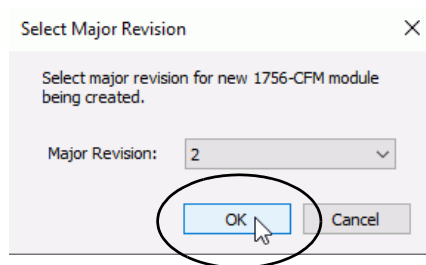 Select Major Revision
Select major revision for new 1756-CFM module
being created.
Major Revision: 2
OK Cancel